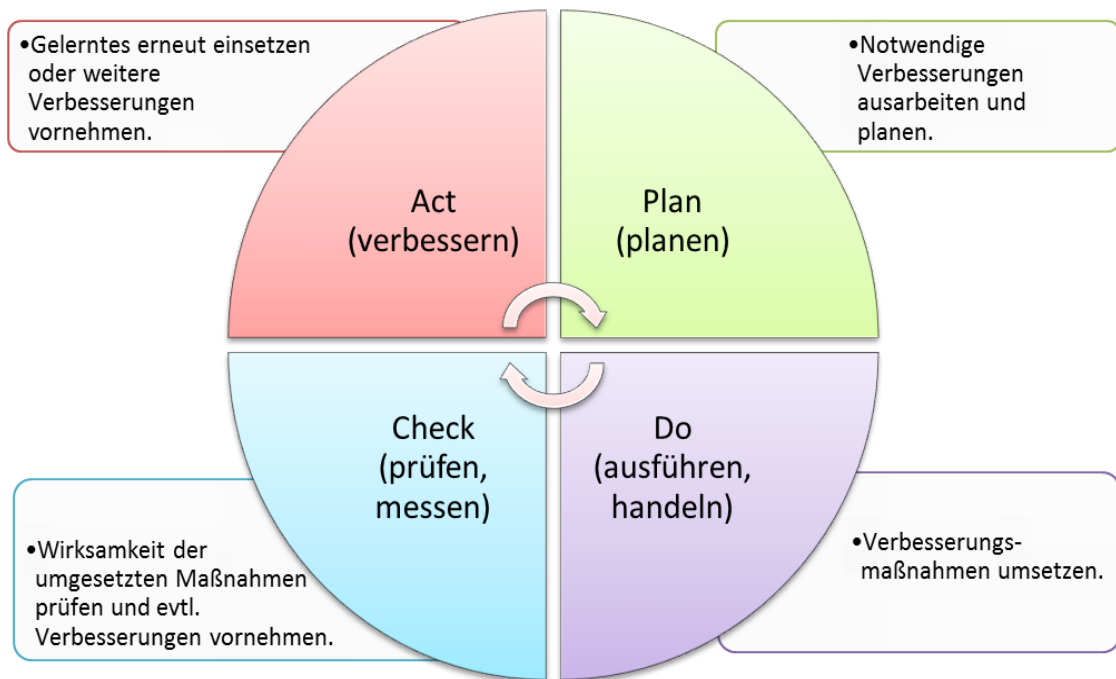 •Gelerntes erneut einsetzen
oder weitere
Verbesserungen
vornehmen.
•Notwendige
Verbesserungen
ausarbeiten und
planen.
Act
(verbessern)
Plan
(planen)
Check
(prüfen,
messen)
Do
(ausführen,
handeln)
•Wirksamkeit der
umgesetzten Maßnahmen
prüfen und evtl.
Verbesserungen vornehmen.
•Verbesserungs-
maßnahmen umsetzen.